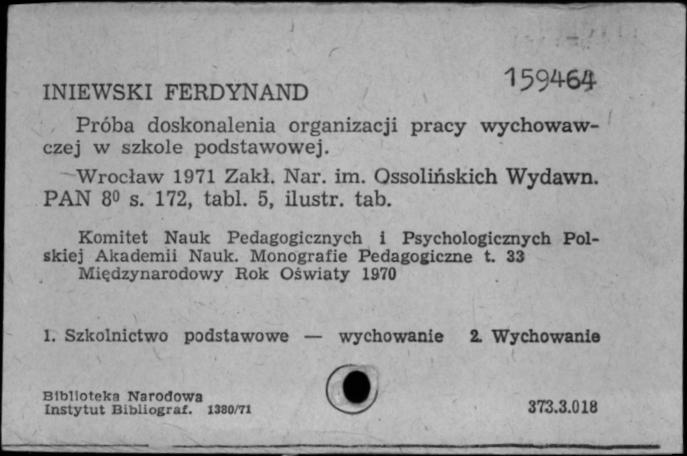 159464
INIEWSKI FERDYNAND
Próba doskonalenia organizacji pracy wychowaw-
czej w szkole podstawowej.
Wrocław 1971 Zakł. Nar. im. Ossolińskich Wydawn.
PAN 8⁰ s. 172, tabl. 5, ilustr. tab.
Komitet Nauk Pedagogicznych i Psychologicznych Pol-
skiej Akademii Nauk. Monografie Pedagogiczne t. 33
Międzynarodowy Rok Oświaty 1970
1. Szkolnictwo podstawowe — wychowanie 2. Wychowanie
Biblioteka Narodowa
Instytut Bibliograf. 1380/71
373.3.018